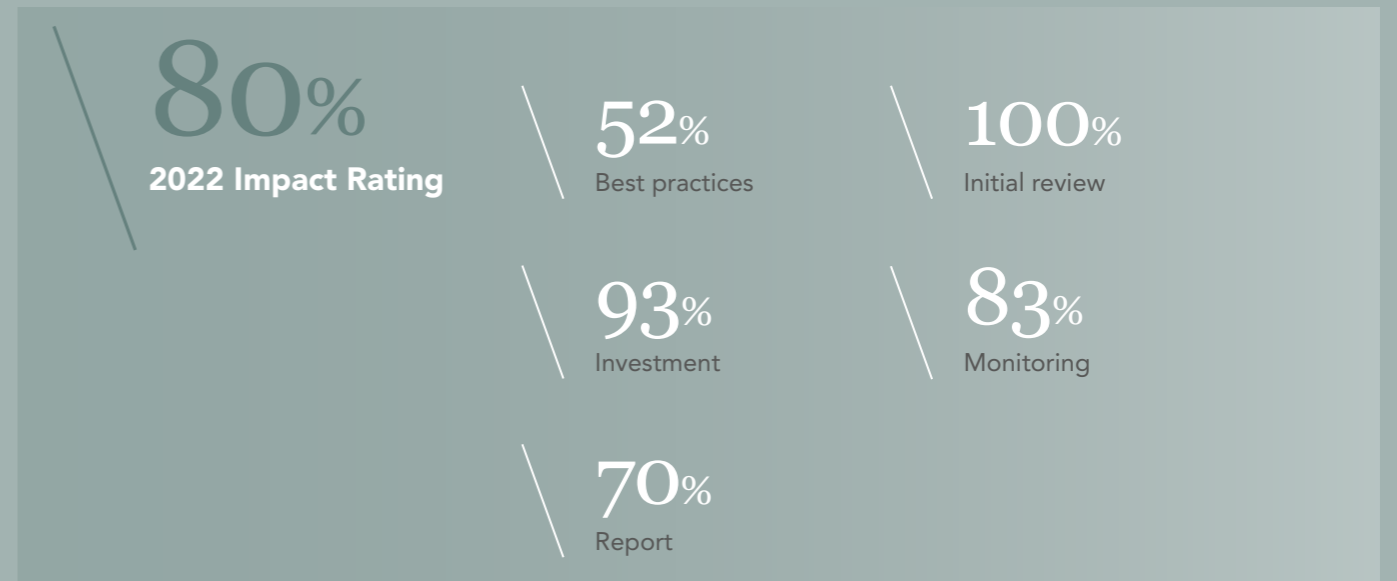 80%
2022 Impact Rating
52%
Best practices
100%
Initial review
93%
Investment
83%
Monitoring
70%
Report